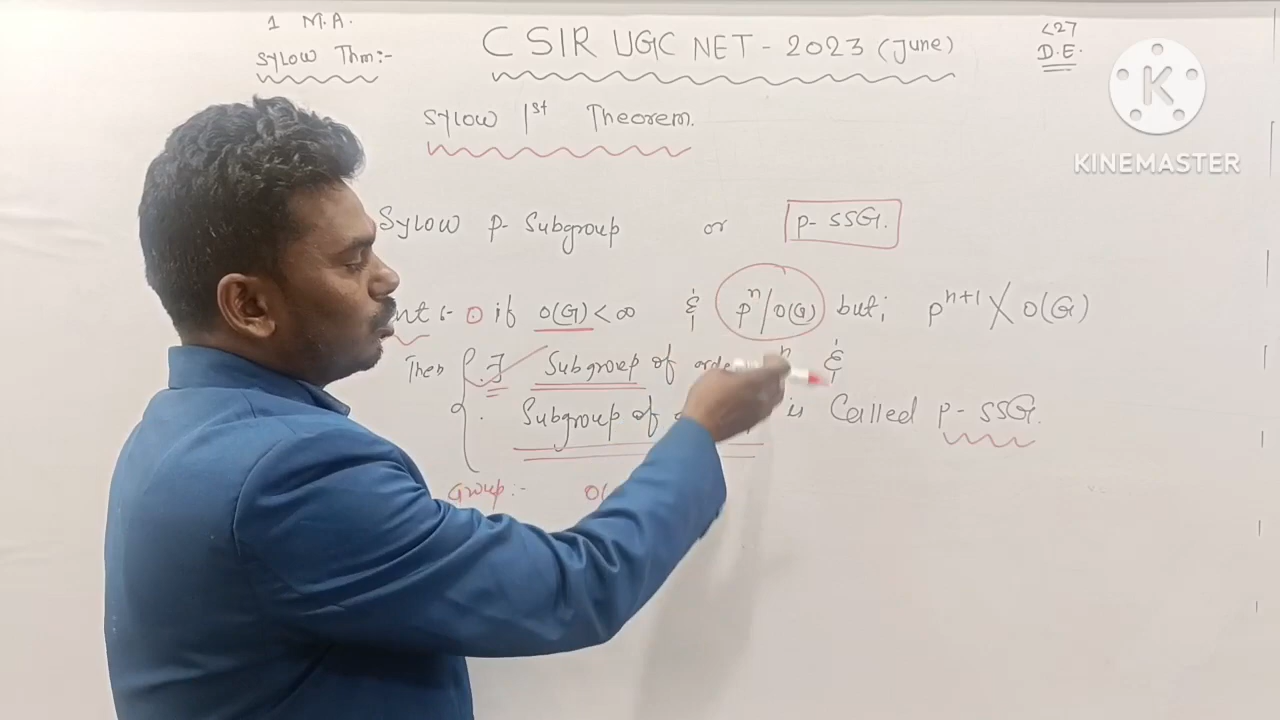 1 M.A.
Sylow Thm:-
CSIR UGC NET - 2023 (June)
<27
D.E.
KINEMASTER
Sylow 1st Theorem.
Sylow p-Subgroup or p-SSG.
if O(G) < ∞ & p^n/O(G) but; p^n+1 ∤ O(G)
Then { ∃ Subgroup of &
Subgroup of is Called p-SSG.
Group:-